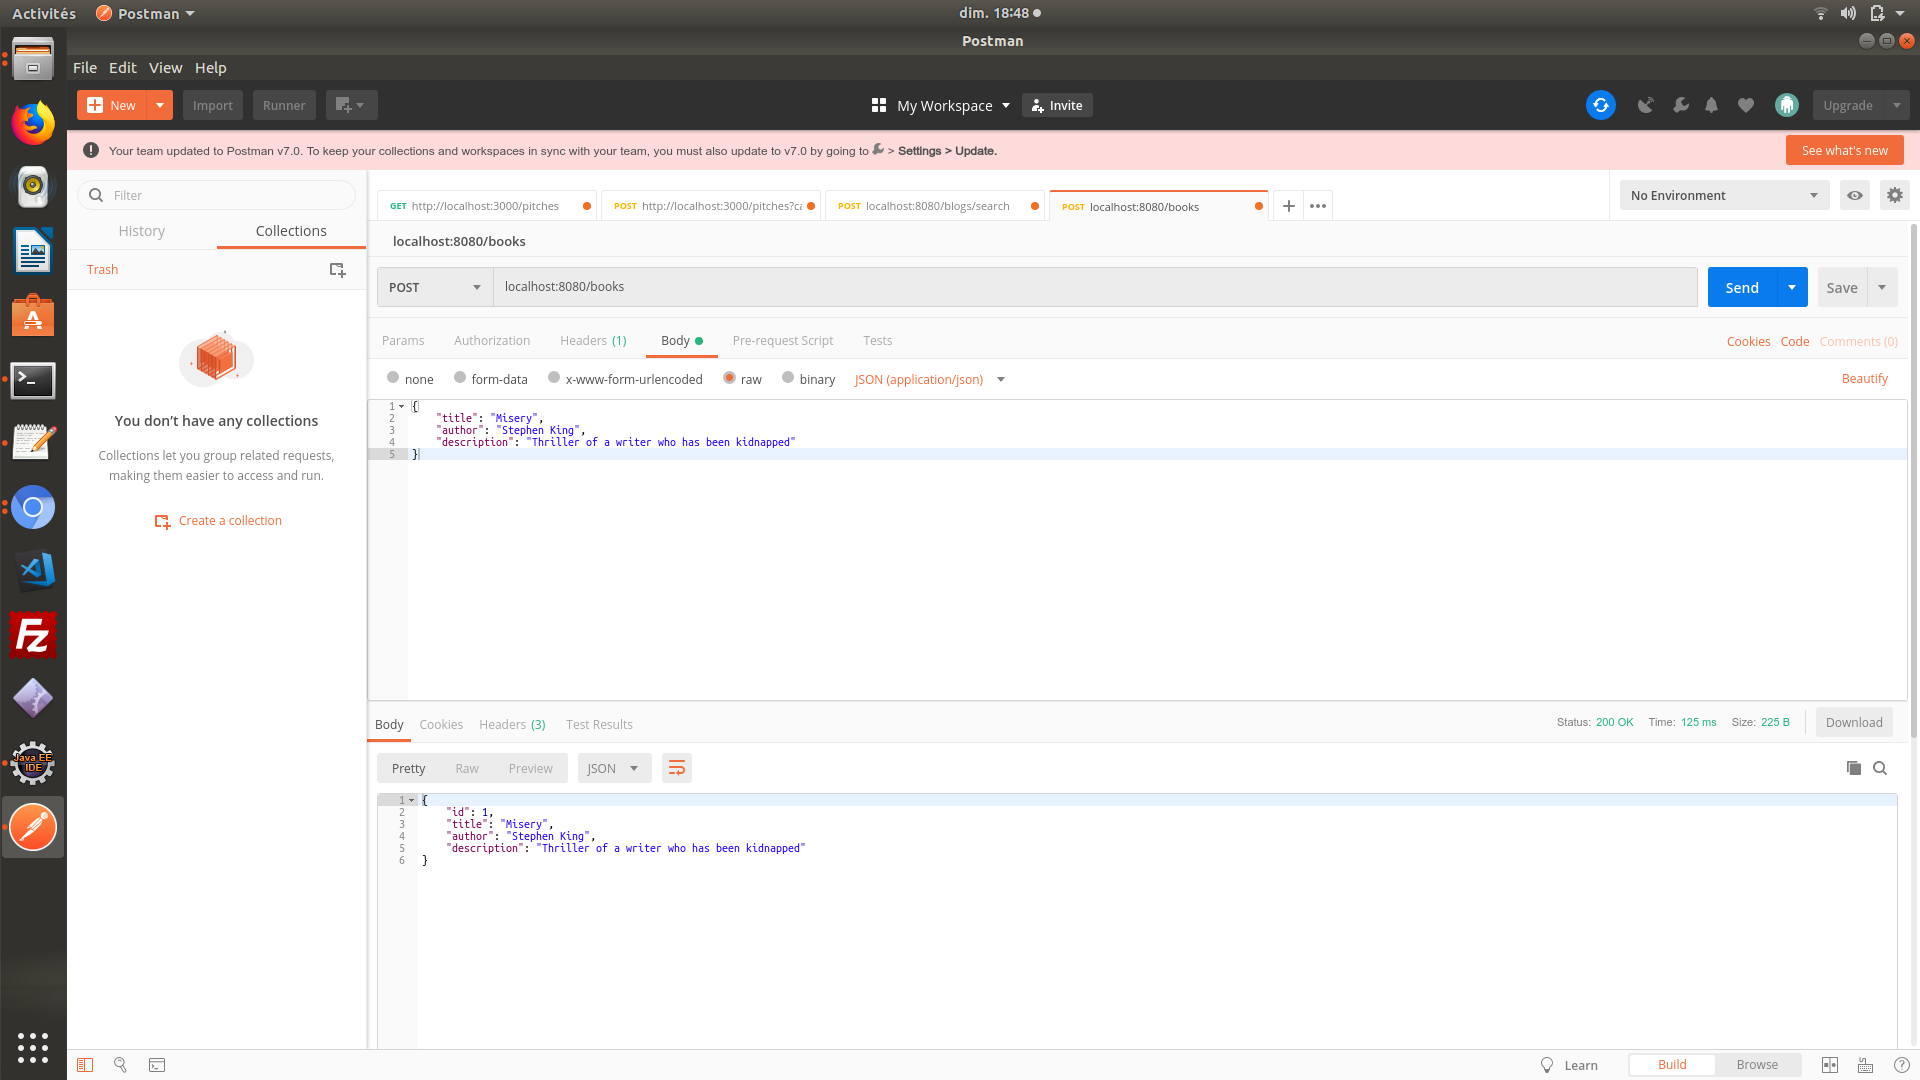 Activités
Postman
dim. 18:48
Postman
File Edit View Help
New
Import
Runner
My Workspace
Invite
Upgrade
Your team updated to Postman v7.0. To keep your collections and workspaces in sync with your team, you must also update to v7.0 by going to > Settings > Update.
See what's new
Filter
History
Collections
Trash
You don’t have any collections
Collections let you group related requests,
making them easier to access and run.
Create a collection
GET http://localhost:3000/pitches
POST http://localhost:3000/pitches?ca
POST localhost:8080/blogs/search
POST localhost:8080/books
No Environment
localhost:8080/books
POST
localhost:8080/books
Send
Save
Params
Authorization
Headers (1)
Body
Pre-request Script
Tests
Cookies
Code
Comments (0)
none
form-data
x-www-form-urlencoded
raw
binary
JSON (application/json)
Beautify
1 {
2 "title": "Misery",
3 "author": "Stephen King",
4 "description": "Thriller of a writer who has been kidnapped"
5 }
Body
Cookies
Headers (3)
Test Results
Status: 200 OK
Time: 125 ms
Size: 225 B
Download
Pretty
Raw
Preview
JSON
1 {
2 "id": 1,
3 "title": "Misery",
4 "author": "Stephen King",
5 "description": "Thriller of a writer who has been kidnapped"
6 }
Java EE
IDE
Fz
Learn
Build
Browse